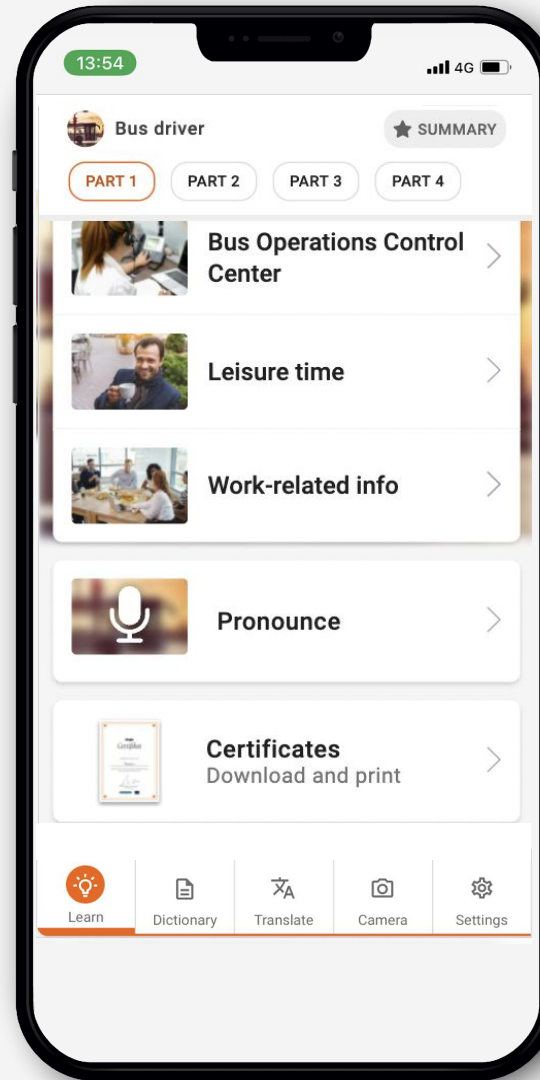 13:54
4G
Bus driver
SUMMARY
PART 1
PART 2
PART 3
PART 4
Bus Operations Control
Center
Leisure time
Work-related info
Pronounce
Certificates
Download and print
Learn
Dictionary
Translate
Camera
Settings